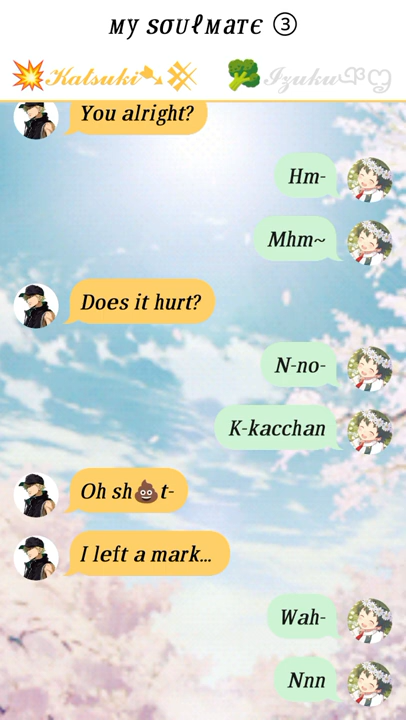 my soulmate ③
💥Katsuki
🥦Izuku
You alright?
Hm-
Mhm~
Does it hurt?
N-no-
K-kacchan
Oh sh💩t-
I left a mark...
Wah-
Nnn